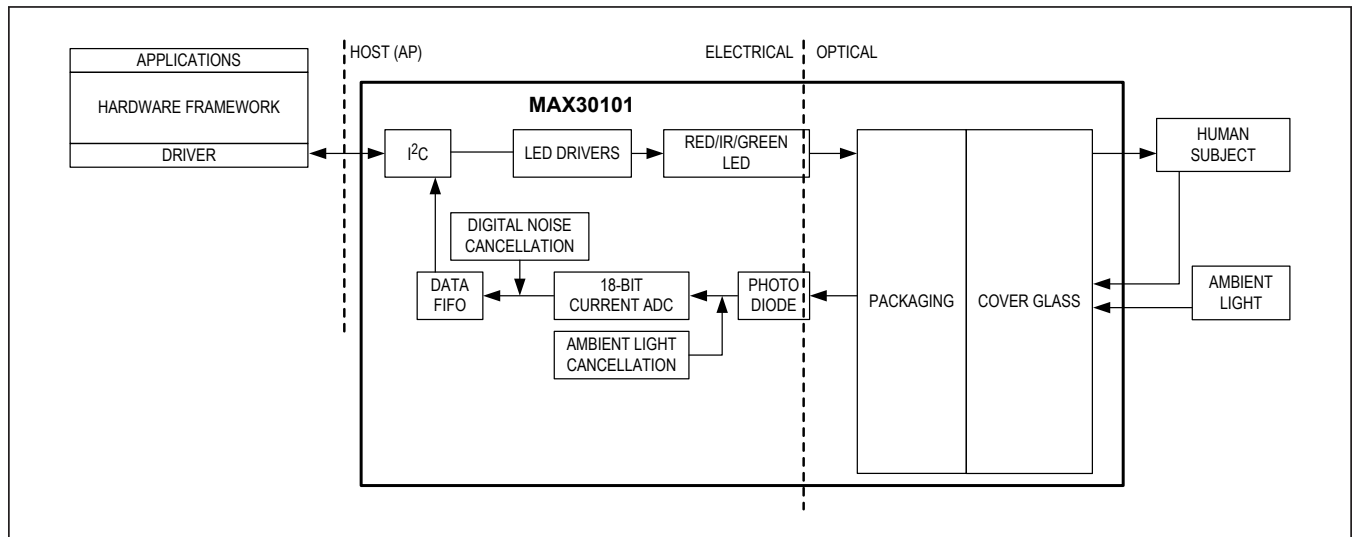 HOST (AP)
ELECTRICAL
OPTICAL
APPLICATIONS
HARDWARE FRAMEWORK
DRIVER
MAX30101
I²C
LED DRIVERS
RED/IR/GREEN
LED
HUMAN
SUBJECT
DIGITAL NOISE
CANCELLATION
DATA
FIFO
18-BIT
CURRENT ADC
PHOTO
DIODE
PACKAGING
COVER GLASS
AMBIENT
LIGHT
AMBIENT LIGHT
CANCELLATION